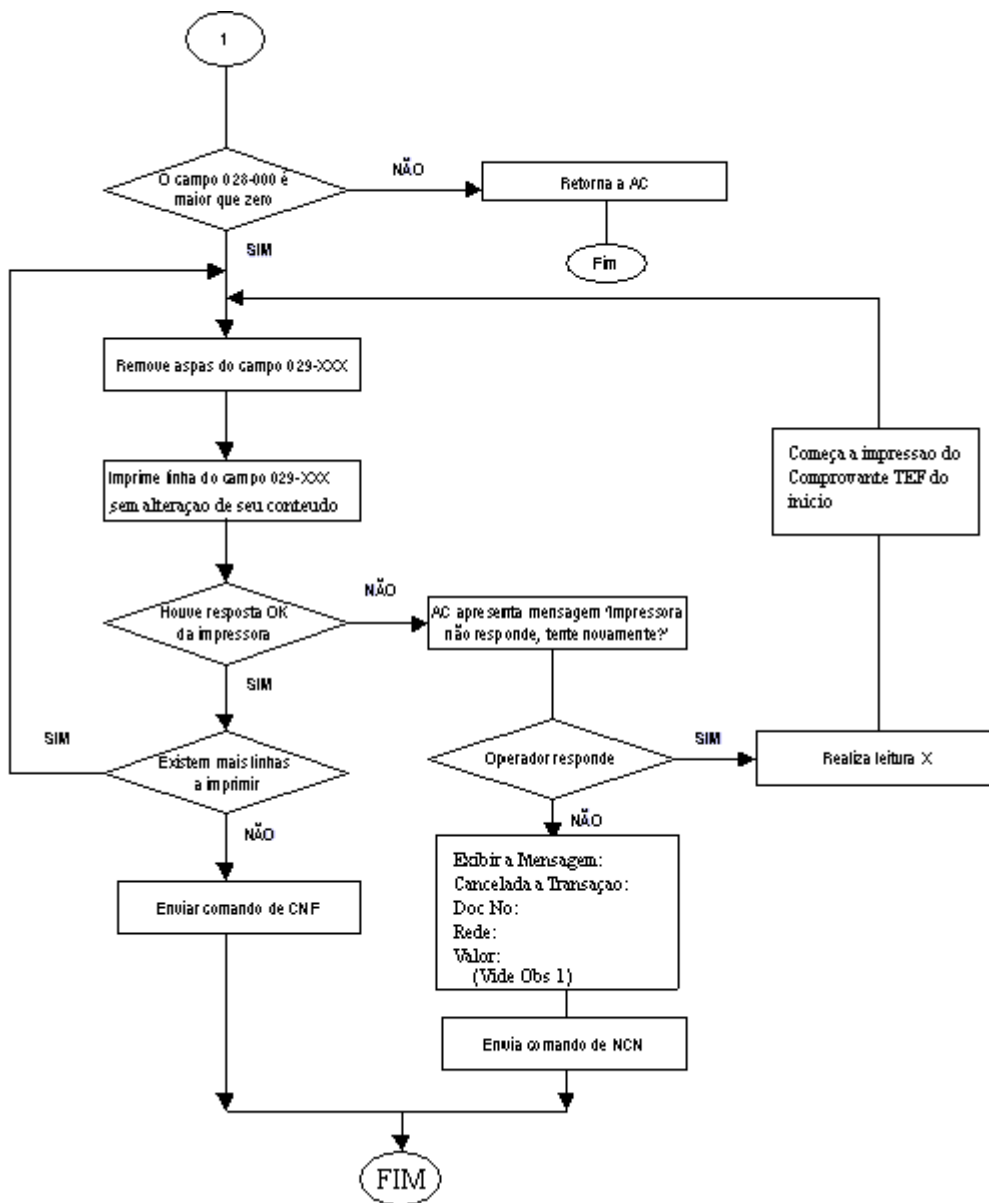 1
O campo 028-000 é
maior que zero
NÃO
Retorna a AC
Fim
SIM
Remove aspas do campo 029-XXX
Imprime linha do campo 029-XXX
sem alteraçao de seu conteudo
Começa a impressao do
Comprovante TEF do
inicio
Houve resposta OK
da impressora
NÃO
AC apresenta mensagem 'Impressora
não responde, tente novamente?'
SIM
SIM
Existem mais linhas
a imprimir
Operador responde
SIM
Realiza leitura X
NÃO
NÃO
Exibir a Mensagem:
Cancelada a Transaçao:
Doc No:
Rede:
Valor:
(Vide Obs 1)
Enviar comando de CNF
Envia comando de NCN
FIM